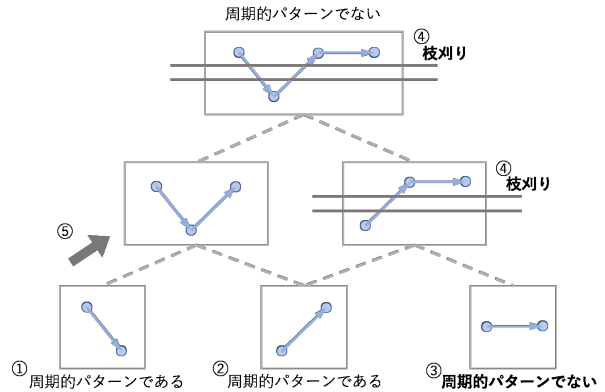 周期的パターンでない
④
枝刈り
④
枝刈り
⑤
①
周期的パターンである
②
周期的パターンである
③
周期的パターンでない